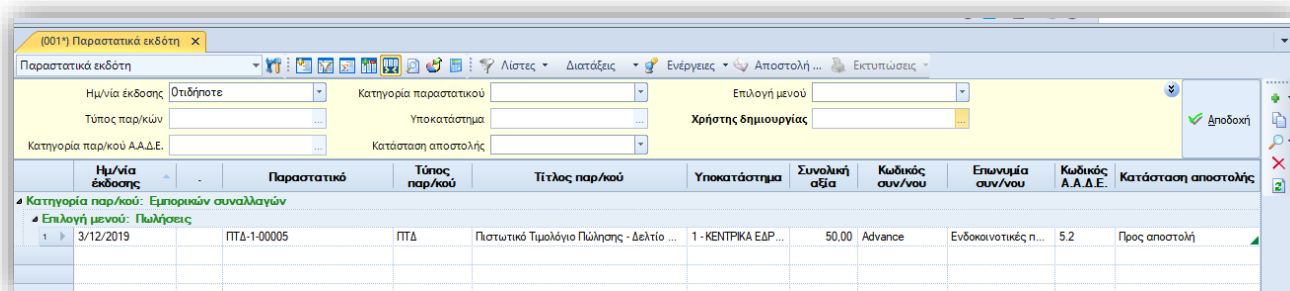 (001*) Παραστατικά εκδότη X
Παραστατικά εκδότη Λίστες Διατάξεις Ενέργειες Αποστολή ... Εκτυπώσεις
Ημ/νία έκδοσης Οτιδήποτε Κατηγορία παραστατικού Επιλογή μενού
Τύπος παρ/κών ... Υποκατάστημα ... Χρήστης δημιουργίας ... Αποδοχή
Κατηγορία παρ/κού Α.Α.Δ.Ε. ... Κατάσταση αποστολής
Ημ/νία έκδοσης . Παραστατικό Τύπος παρ/κού Τίτλος παρ/κού Υποκατάστημα Συνολική αξία Κωδικός συν/νου Επωνυμία συν/νου Κωδικός Α.Α.Δ.Ε. Κατάσταση αποστολής
Κατηγορία παρ/κού: Εμπορικών συναλλαγών
Επιλογή μενού: Πωλήσεις
1 3/12/2019 ΠΤΔ-1-00005 ΠΤΔ Πιστωτικό Τιμολόγιο Πώλησης - Δελτίο ... 1 - ΚΕΝΤΡΙΚΑ ΕΔΡ... 50,00 Advance Ενδοκοινοτικές π... 5.2 Προς αποστολή